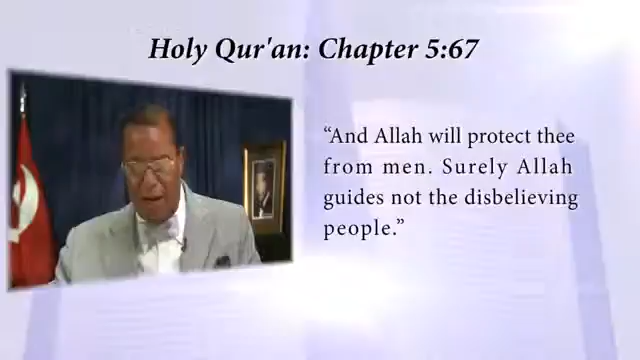 Holy Qur'an: Chapter 5:67
“And Allah will protect thee
from men. Surely Allah
guides not the disbelieving
people.”